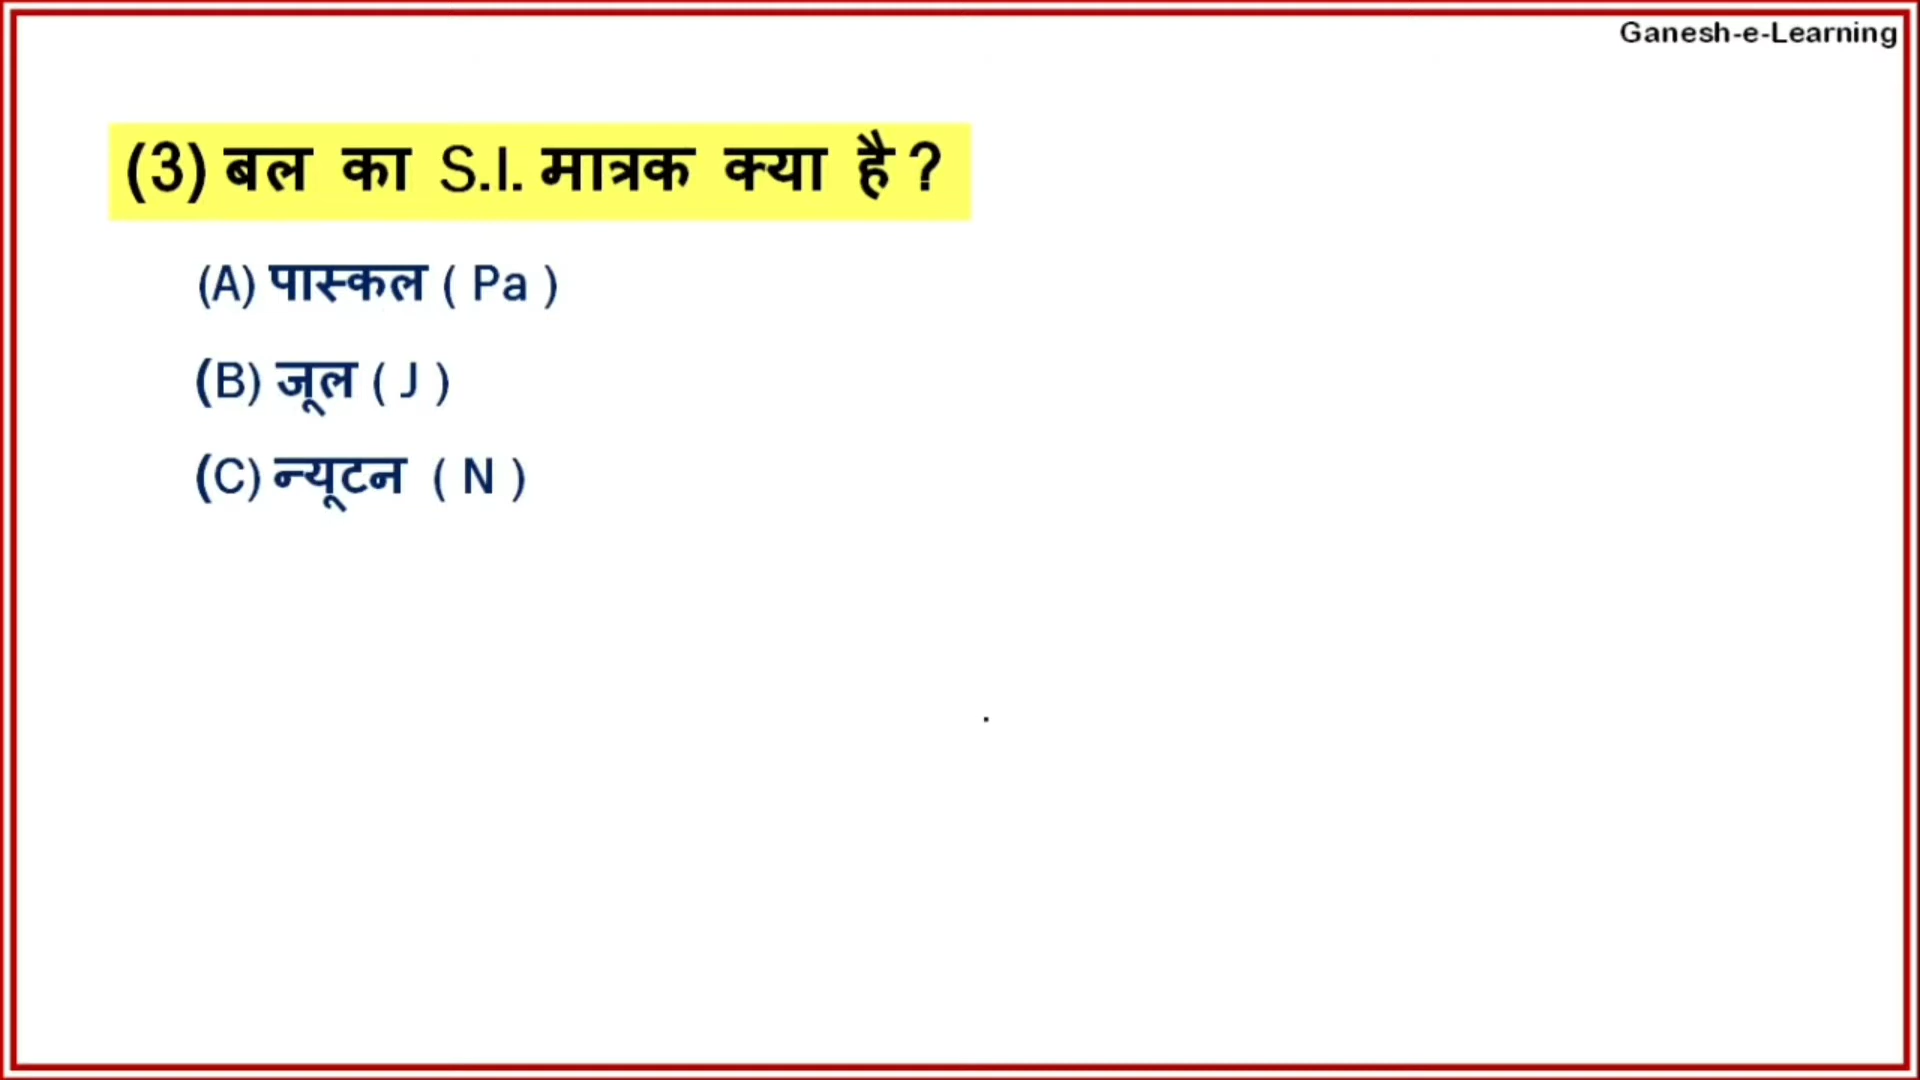 Ganesh-e-Learning
(3) बल का S.I. मात्रक क्या है ?
(A) पास्कल ( Pa )
(B) जूल ( J )
(C) न्यूटन ( N )
.